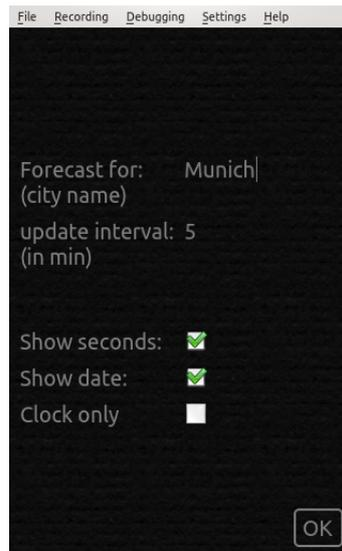 File Recording Debugging Settings Help
Forecast for: Munich
(city name)
update interval: 5
(in min)
Show seconds:
Show date:
Clock only
OK